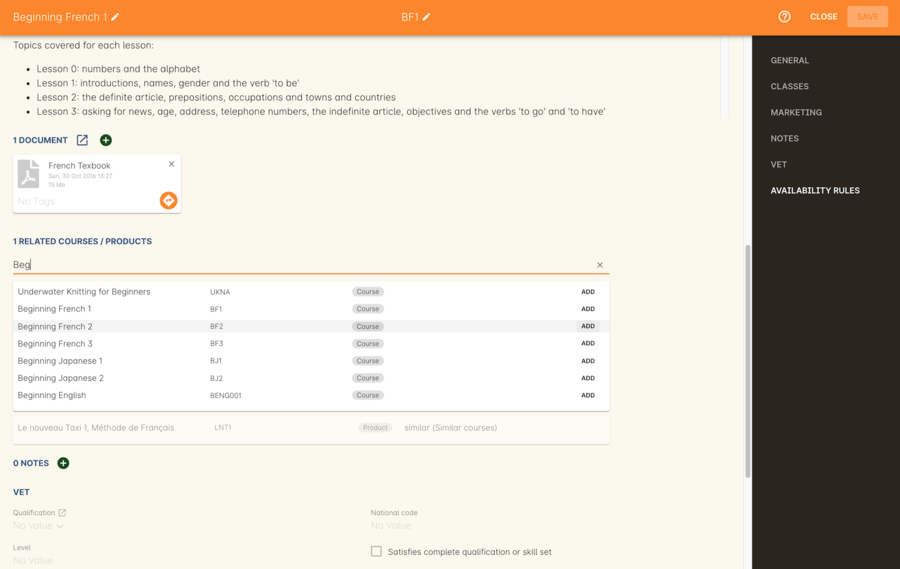 Beginning French 1
BF1
CLOSE
SAVE
Topics covered for each lesson:
• Lesson 0: numbers and the alphabet
• Lesson 1: introductions, names, gender and the verb 'to be'
• Lesson 2: the definite article, prepositions, occupations and towns and countries
• Lesson 3: asking for news, age, address, telephone numbers, the indefinite article, objectives and the verbs 'to go' and 'to have'
1 DOCUMENT
French Texbook
Sun, 30 Oct 2016 13:27
15 Mb
No Tags
1 RELATED COURSES / PRODUCTS
Beg
Underwater Knitting for Beginners UKNA Course ADD
Beginning French 1 BF1 Course ADD
Beginning French 2 BF2 Course ADD
Beginning French 3 BF3 Course ADD
Beginning Japanese 1 BJ1 Course ADD
Beginning Japanese 2 BJ2 Course ADD
Beginning English BENG001 Course ADD
Le nouveau Taxi 1, Méthode de Français LNT1 Product similar (Similar courses)
0 NOTES
VET
Qualification
No value
National code
No Value
Level
No Value
Satisfies complete qualification or skill set
GENERAL
CLASSES
MARKETING
NOTES
VET
AVAILABILITY RULES